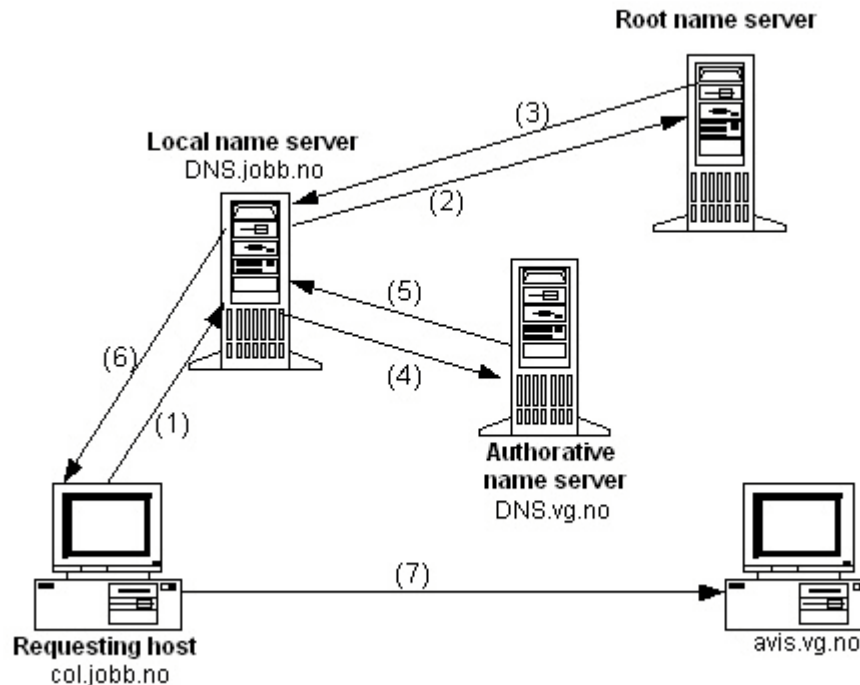 Root name server
(3)
Local name server
DNS.jobb.no
(2)
(5)
(6)
(4)
(1)
Authorative
name server
DNS.vg.no
(7)
Requesting host
col.jobb.no
avis.vg.no